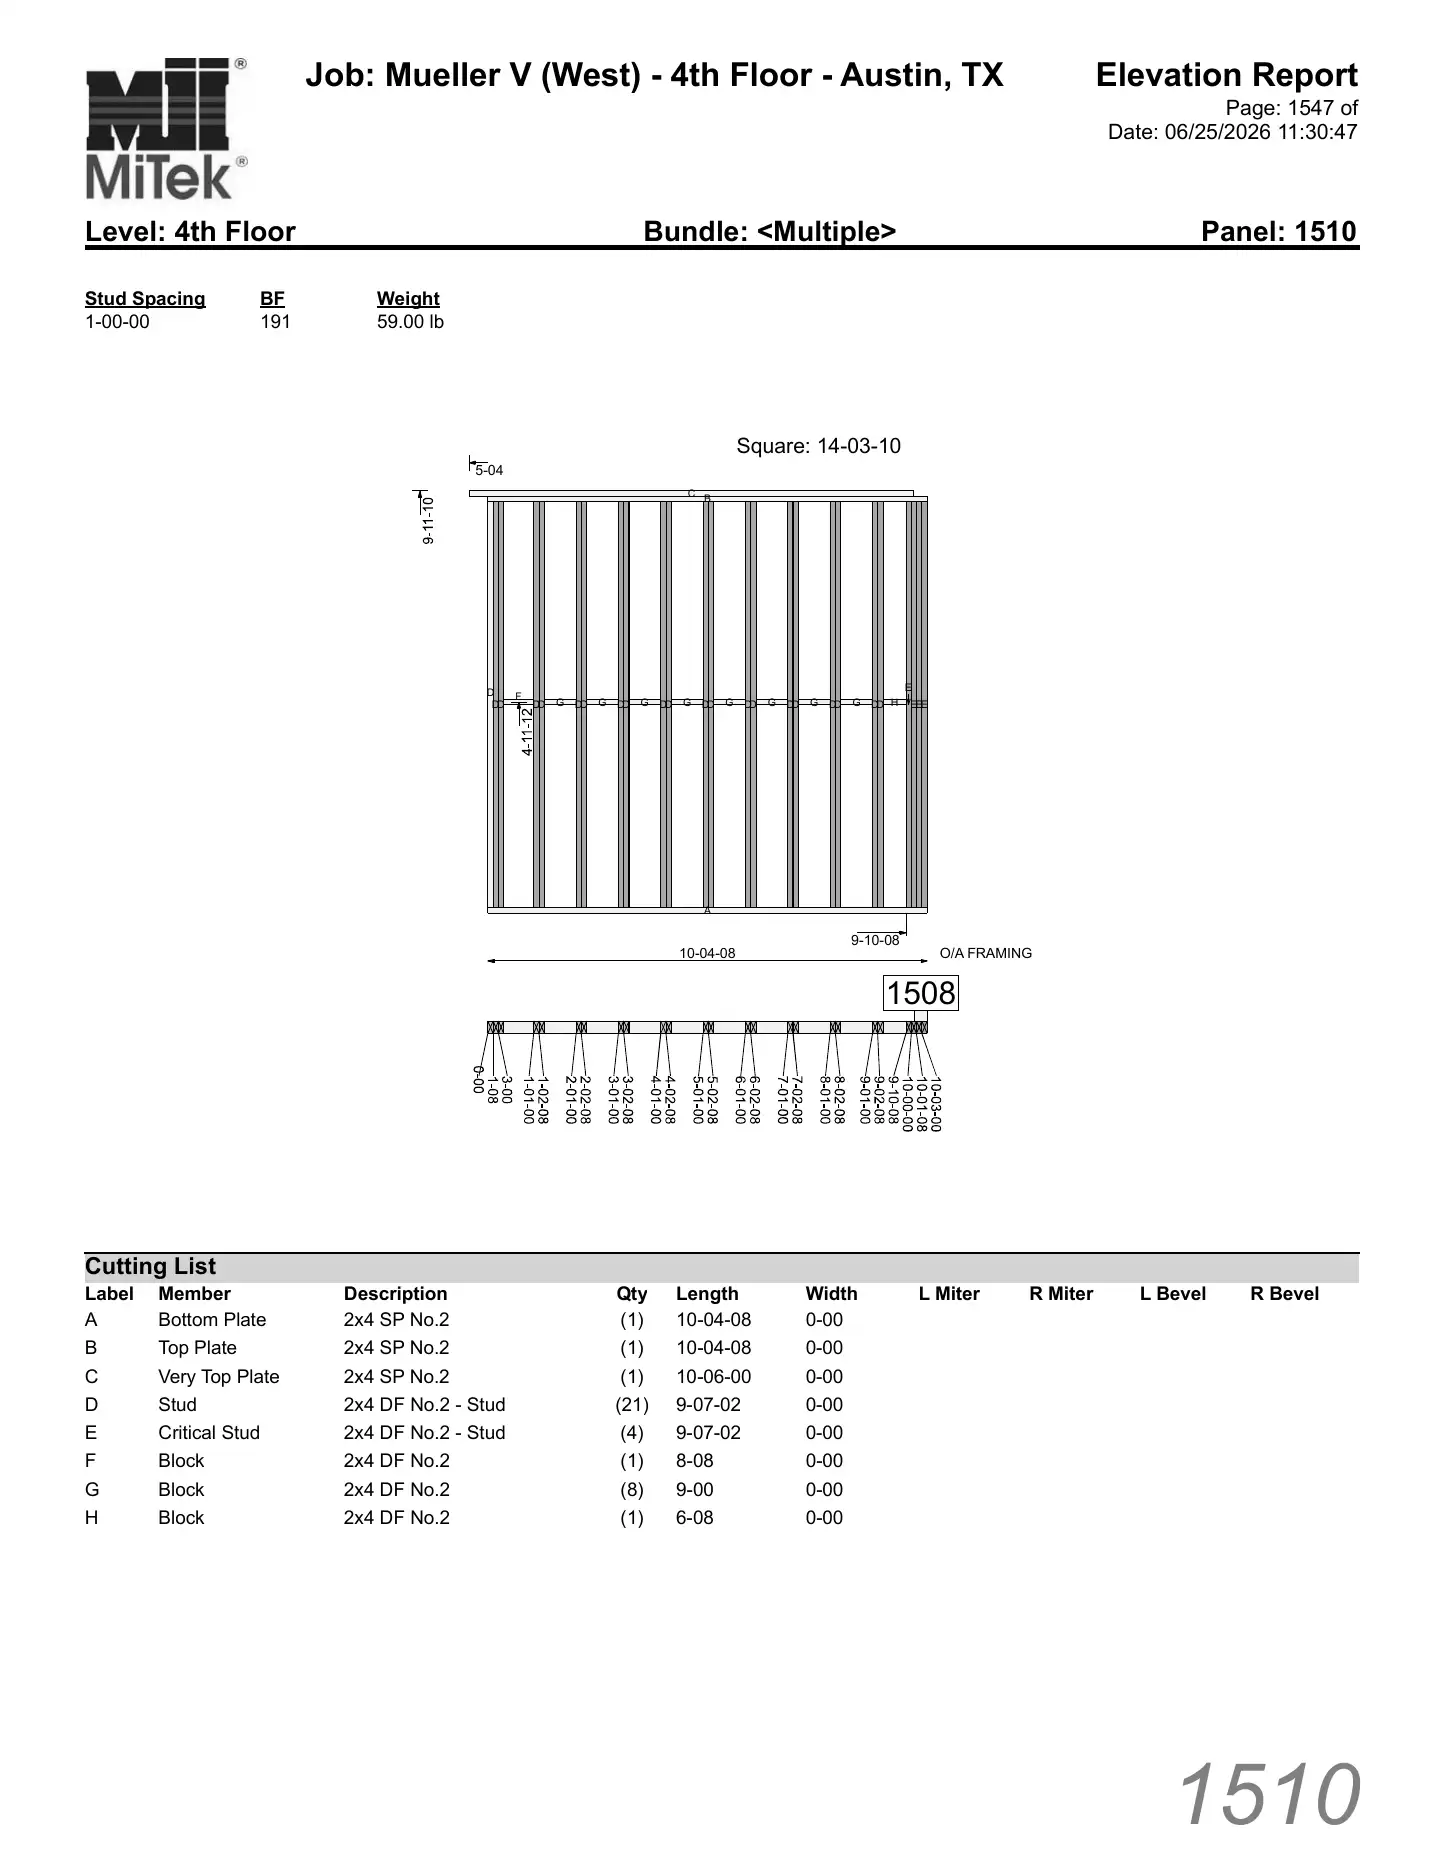 MiTek®
Job: Mueller V (West) - 4th Floor - Austin, TX
Elevation Report
Page: 1547 of
Date: 06/25/2026 11:30:47
Level: 4th Floor Bundle: <Multiple> Panel: 1510
Stud Spacing BF Weight
1-00-00 191 59.00 lb
Square: 14-03-10
5-04
C
B
9-11-10
D
F
G G G G G G G G H
E
D D D D D D D D D D D D D D D D D D D D
4-11-12
A
9-10-08
10-04-08
O/A FRAMING
1508
0-00
1-08
3-00
1-01-00
1-02-08
2-01-00
2-02-08
3-01-00
3-02-08
4-01-00
4-02-08
5-01-00
5-02-08
6-01-00
6-02-08
7-01-00
7-02-08
8-01-00
8-02-08
9-01-00
9-02-08
9-10-08
10-00-00
10-01-08
10-03-00
Cutting List
Label Member Description Qty Length Width L Miter R Miter L Bevel R Bevel
A Bottom Plate 2x4 SP No.2 (1) 10-04-08 0-00
B Top Plate 2x4 SP No.2 (1) 10-04-08 0-00
C Very Top Plate 2x4 SP No.2 (1) 10-06-00 0-00
D Stud 2x4 DF No.2 - Stud (21) 9-07-02 0-00
E Critical Stud 2x4 DF No.2 - Stud (4) 9-07-02 0-00
F Block 2x4 DF No.2 (1) 8-08 0-00
G Block 2x4 DF No.2 (8) 9-00 0-00
H Block 2x4 DF No.2 (1) 6-08 0-00
1510